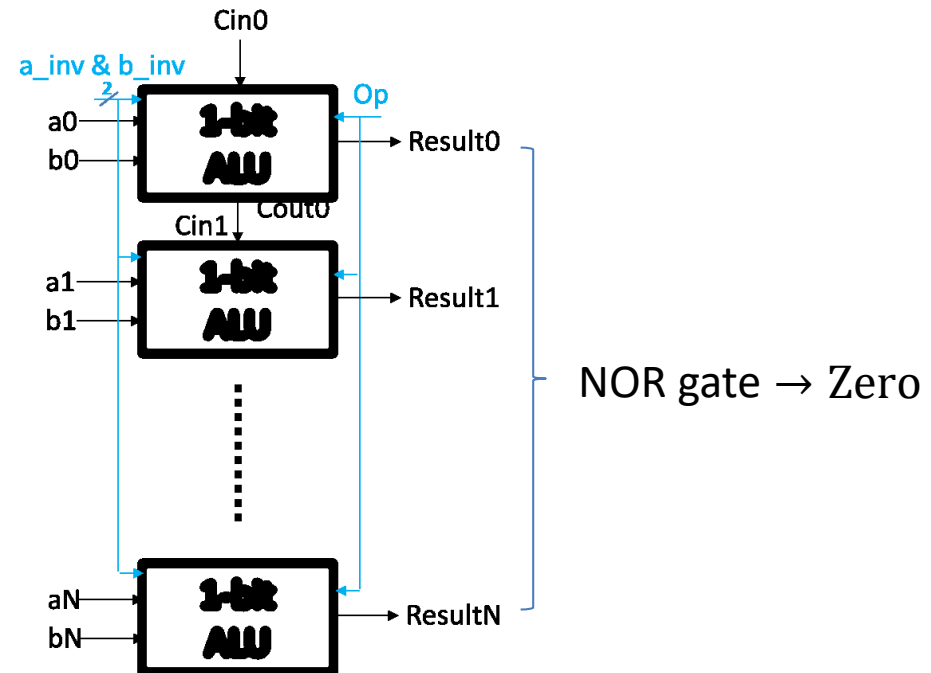 Cin0
a_inv & b_inv
2
Op
a0
1-bit
Result0
b0
ALU
Cout0
Cin1
a1
1-bit
Result1
b1
ALU
NOR gate → Zero
aN
1-bit
ResultN
bN
ALU